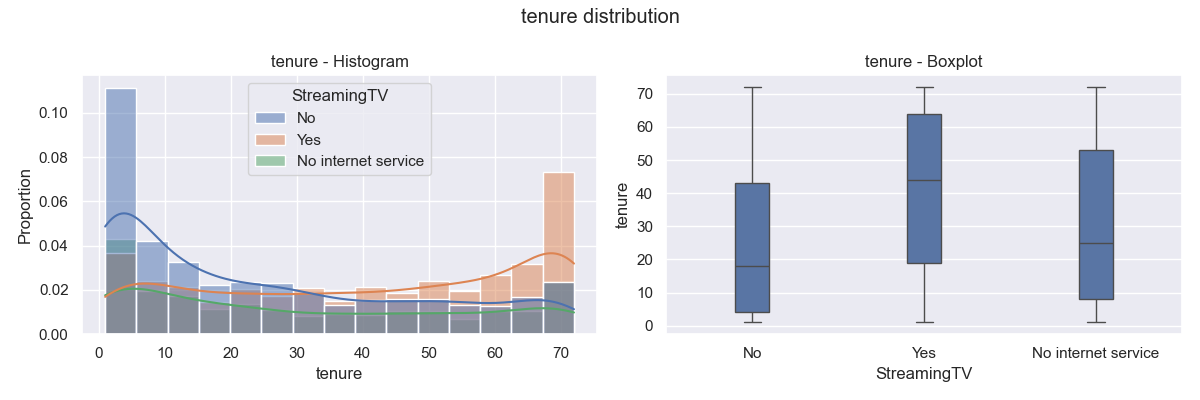 tenure distribution
tenure - Histogram
Proportion
0.10
0.08
0.06
0.04
0.02
0.00
StreamingTV
No
Yes
No internet service
0 10 20 30 40 50 60 70
tenure
tenure - Boxplot
tenure
70
60
50
40
30
20
10
0
No Yes No internet service
StreamingTV